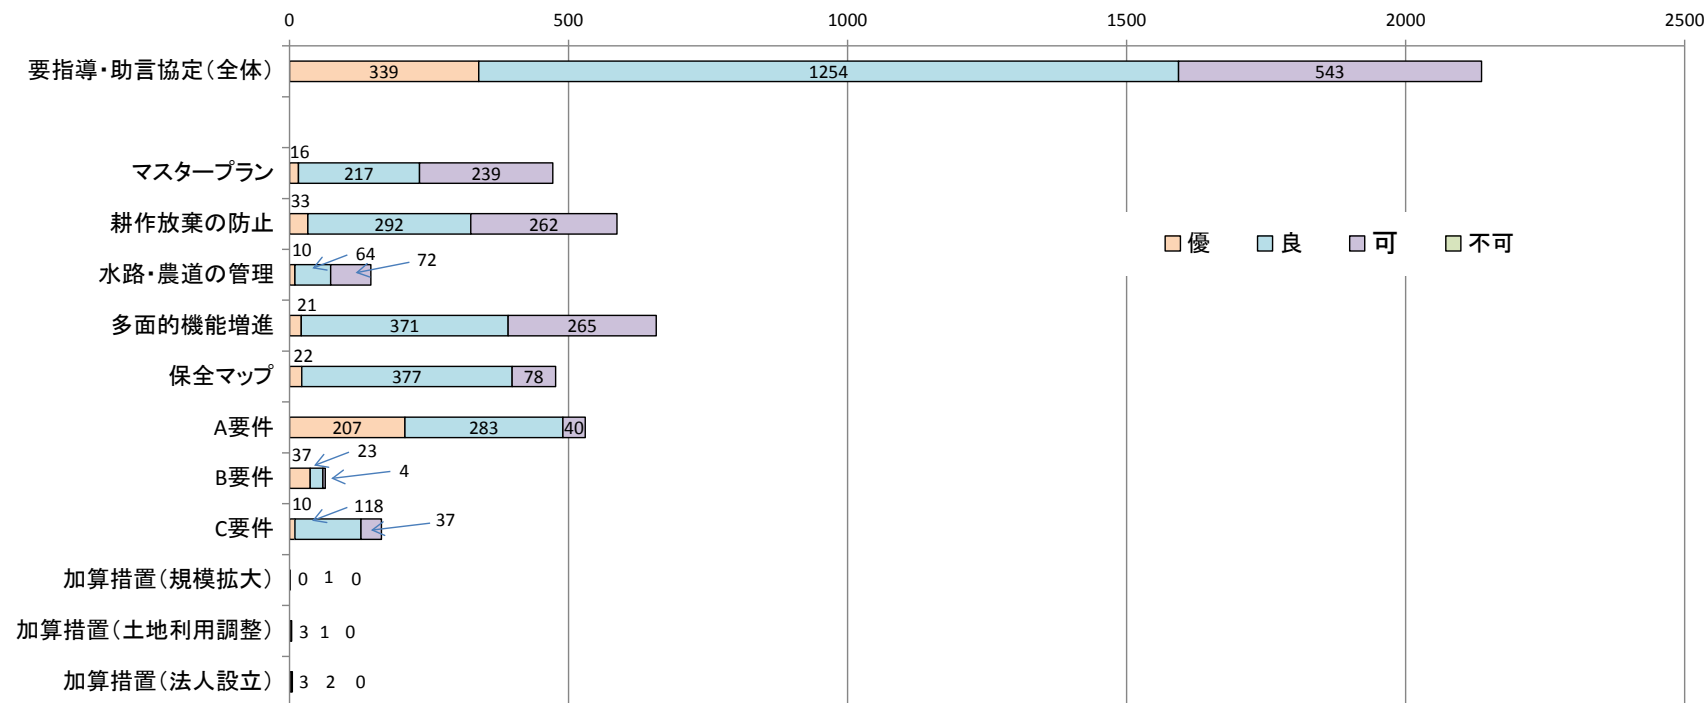 0 500 1000 1500 2000 2500
要指導・助言協定（全体） 339 1254 543
マスタープラン 16 217 239
耕作放棄の防止 33 292 262
優 良 可 不可
水路・農道の管理 10 64 72
多面的機能増進 21 371 265
保全マップ 22 377 78
A要件 207 283 40
B要件 37 23 4
C要件 10 118 37
加算措置（規模拡大） 0 1 0
加算措置（土地利用調整） 3 1 0
加算措置（法人設立） 3 2 0